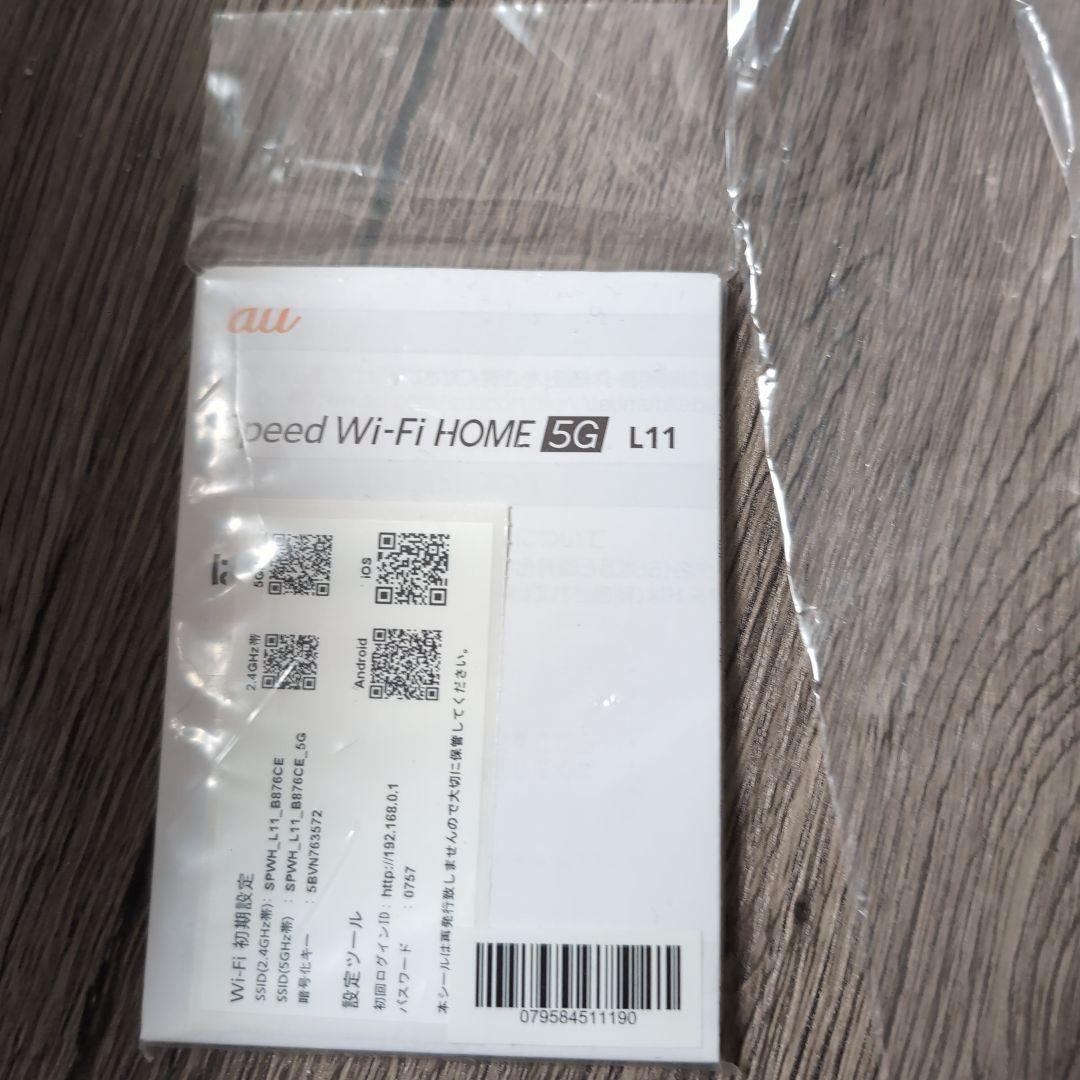 au
Speed Wi-Fi HOME 5G L11
5G
iOS
2.4GHz帯
Android
Wi-Fi 初期設定
SSID(2.4GHz帯): SPWH_L11_B876CE
SSID(5GHz帯) : SPWH_L11_B876CE_5G
暗号化キー : 5BVN763572
設定ツール
初回ログインID: http://192.168.0.1
パスワード : 0757
本シールは再発行致しませんので大切に保管してください。
079584511190